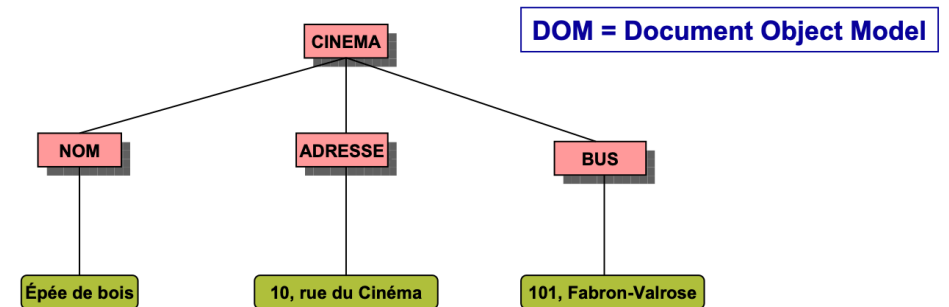 DOM = Document Object Model
CINEMA
NOM
ADRESSE
BUS
Épée de bois
10, rue du Cinéma
101, Fabron-Valrose